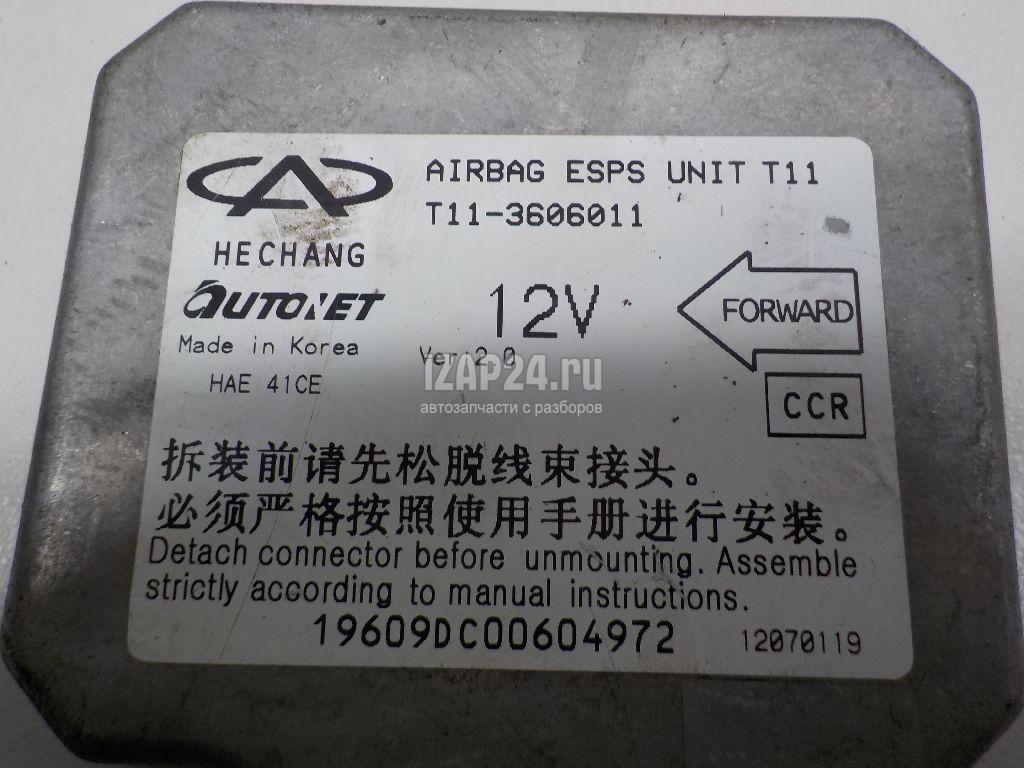 AIRBAG ESPS UNIT T11
T11-3606011
HECHANG
AUTONET
12V
FORWARD
Made in Korea
Ver 2.0
HAE 41CE
CCR
IZAP24.ru
автозапчасти с разборов
拆装前请先松脱线束接头。
必须严格按照使用手册进行安装。
Detach connector before unmounting. Assemble
strictly according to manual instructions.
19609DC00604972
12070119